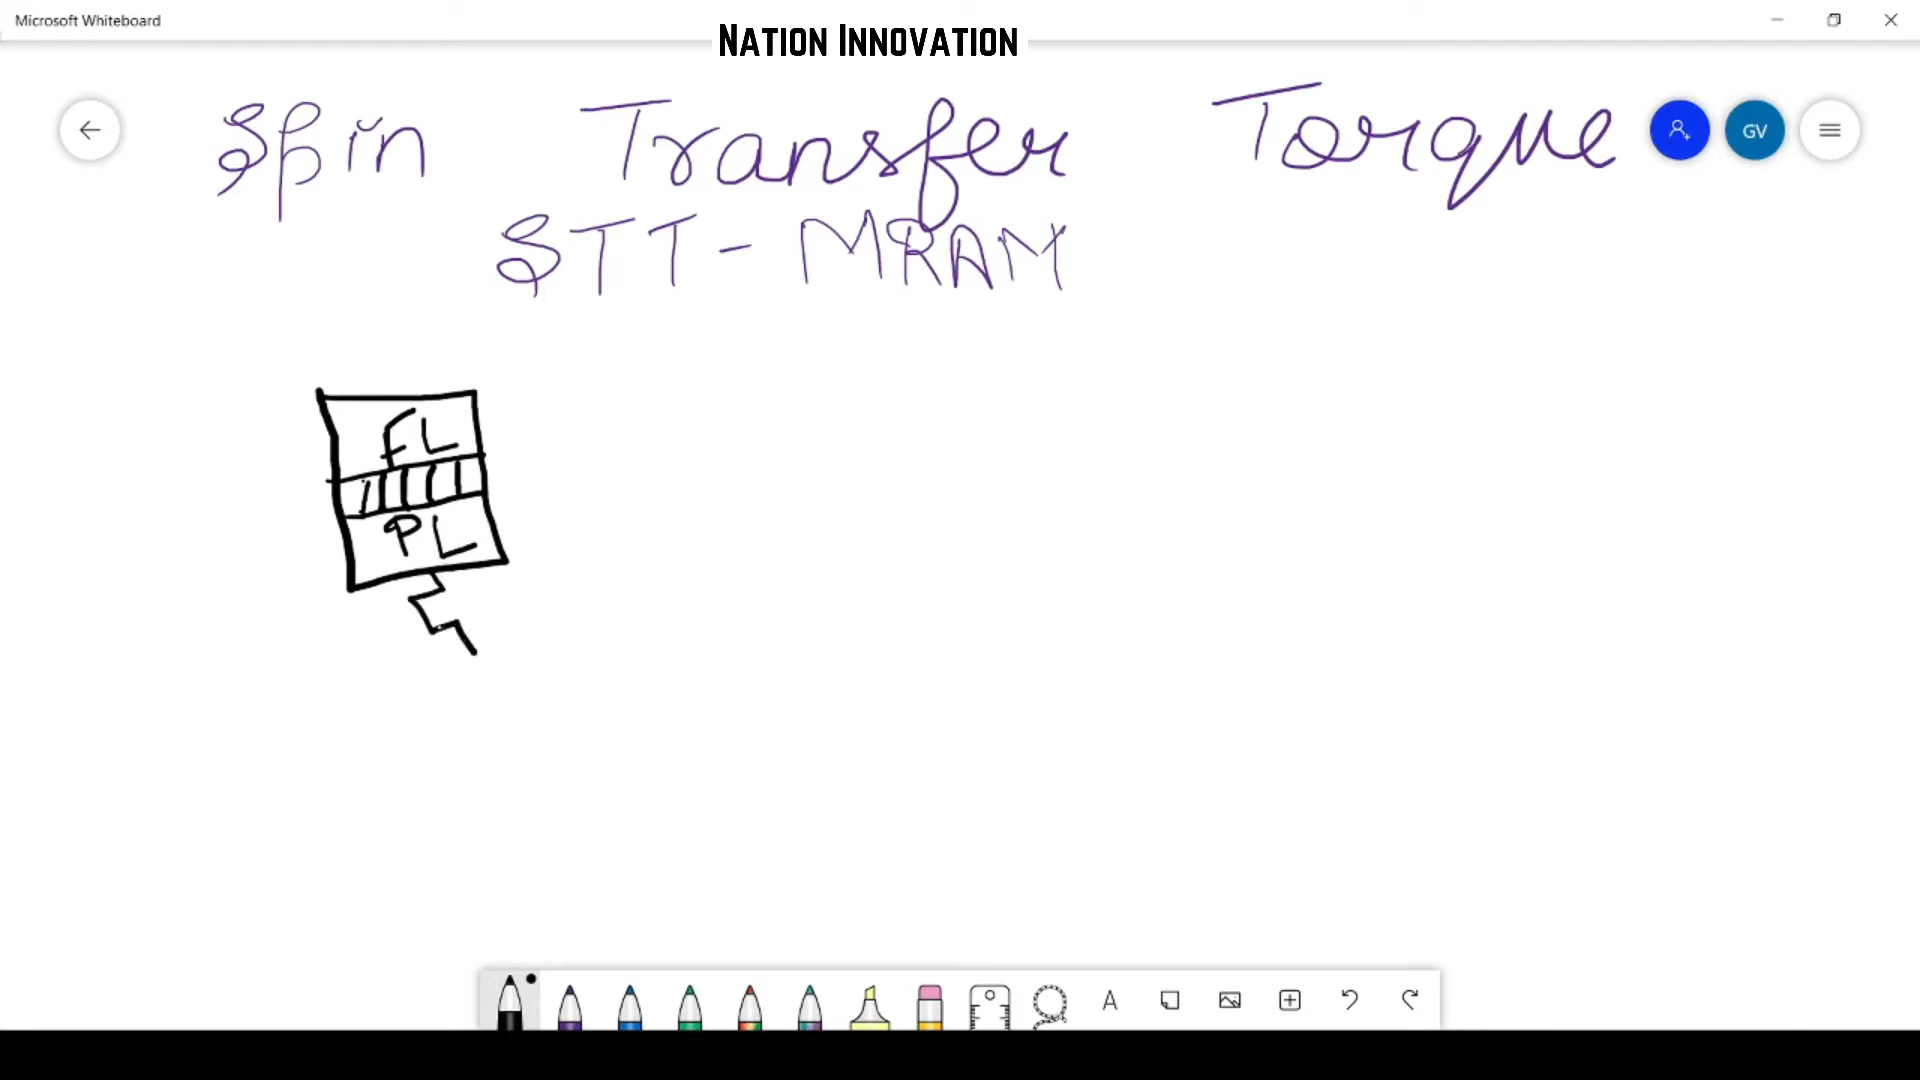 Microsoft Whiteboard
NATION INNOVATION
Spin Transfer Torque
GV
STT-MRAM
FL
PL
A